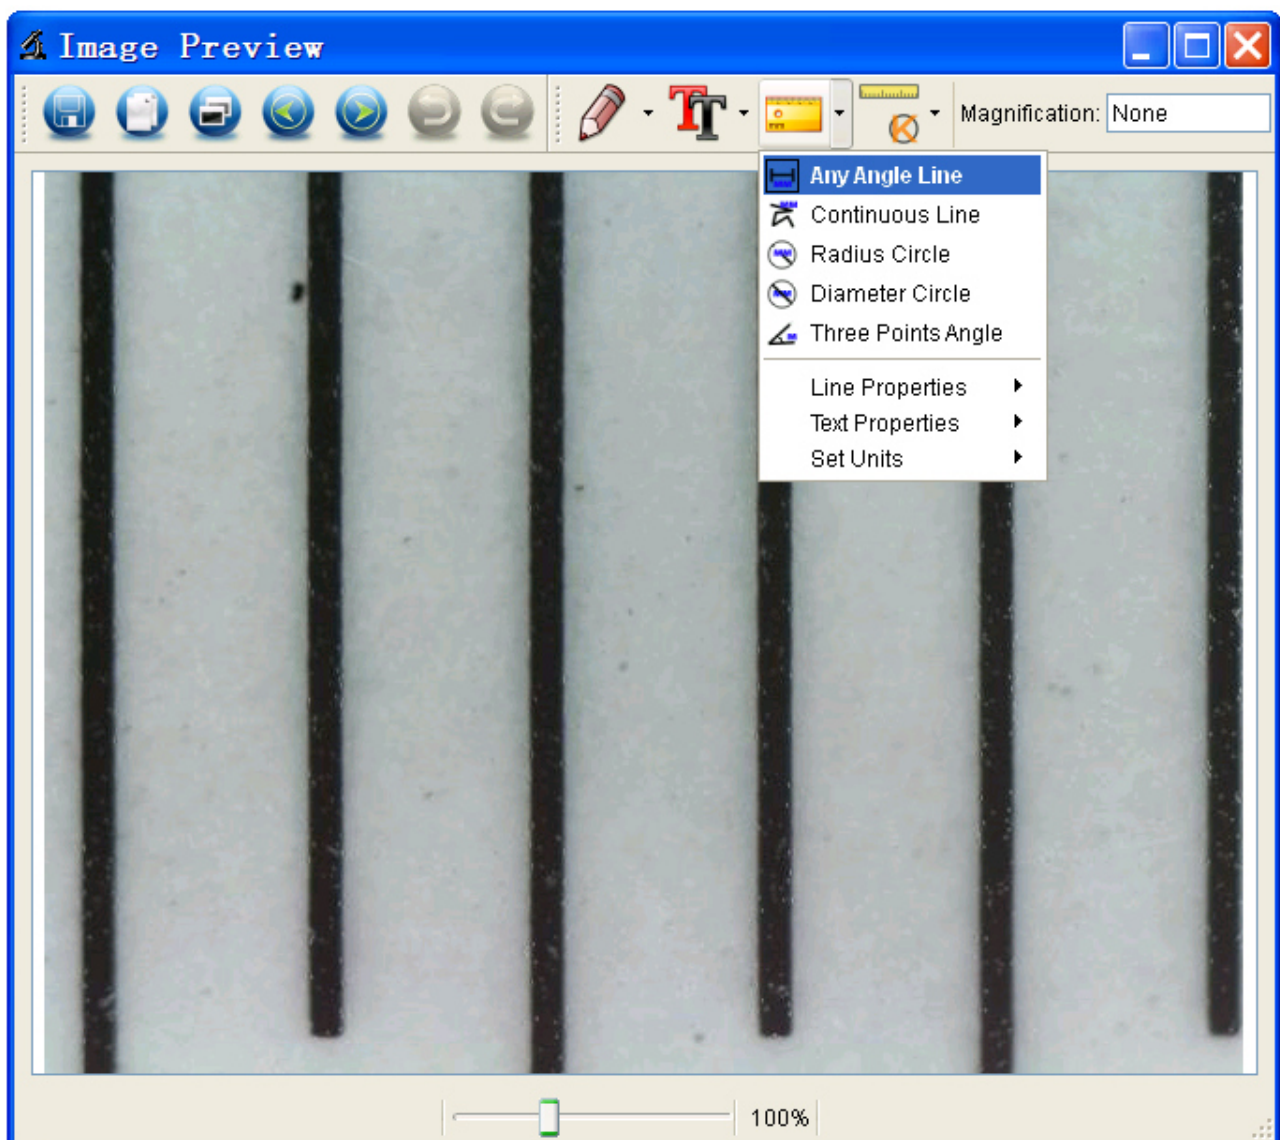 Image Preview
Magnification: None
Any Angle Line
Continuous Line
Radius Circle
Diameter Circle
Three Points Angle
Line Properties
Text Properties
Set Units
100%